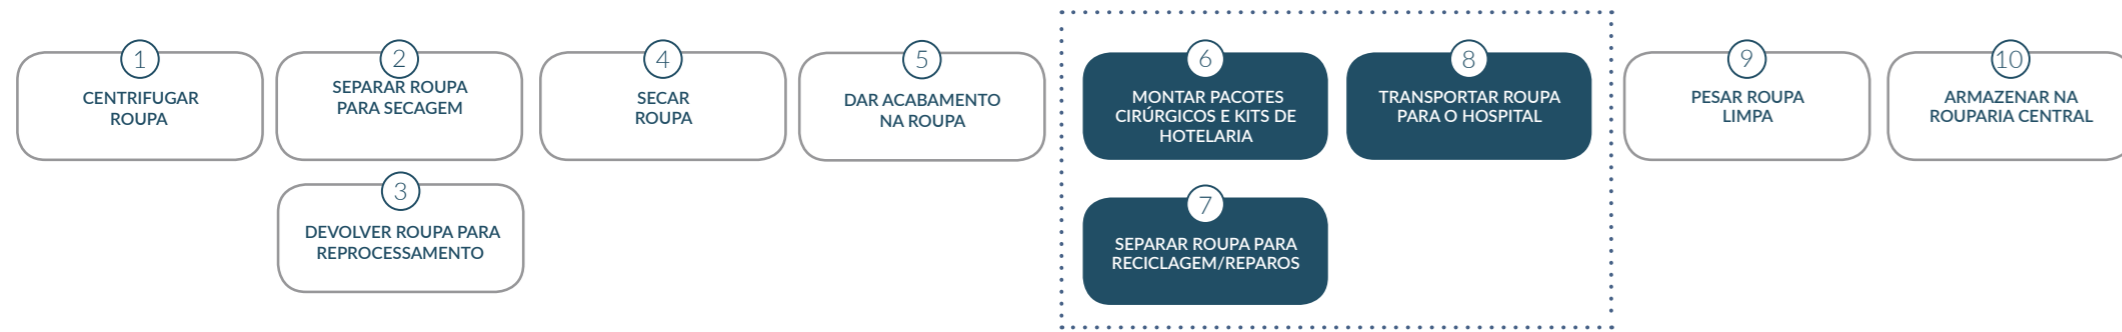 1
CENTRIFUGAR
ROUPA
2
SEPARAR ROUPA
PARA SECAGEM
3
DEVOLVER ROUPA PARA
REPROCESSAMENTO
4
SECAR
ROUPA
5
DAR ACABAMENTO
NA ROUPA
6
MONTAR PACOTES
CIRÚRGICOS E KITS DE
HOTELARIA
7
SEPARAR ROUPA PARA
RECICLAGEM/REPAROS
8
TRANSPORTAR ROUPA
PARA O HOSPITAL
9
PESAR ROUPA
LIMPA
10
ARMAZENAR NA
ROUPARIA CENTRAL